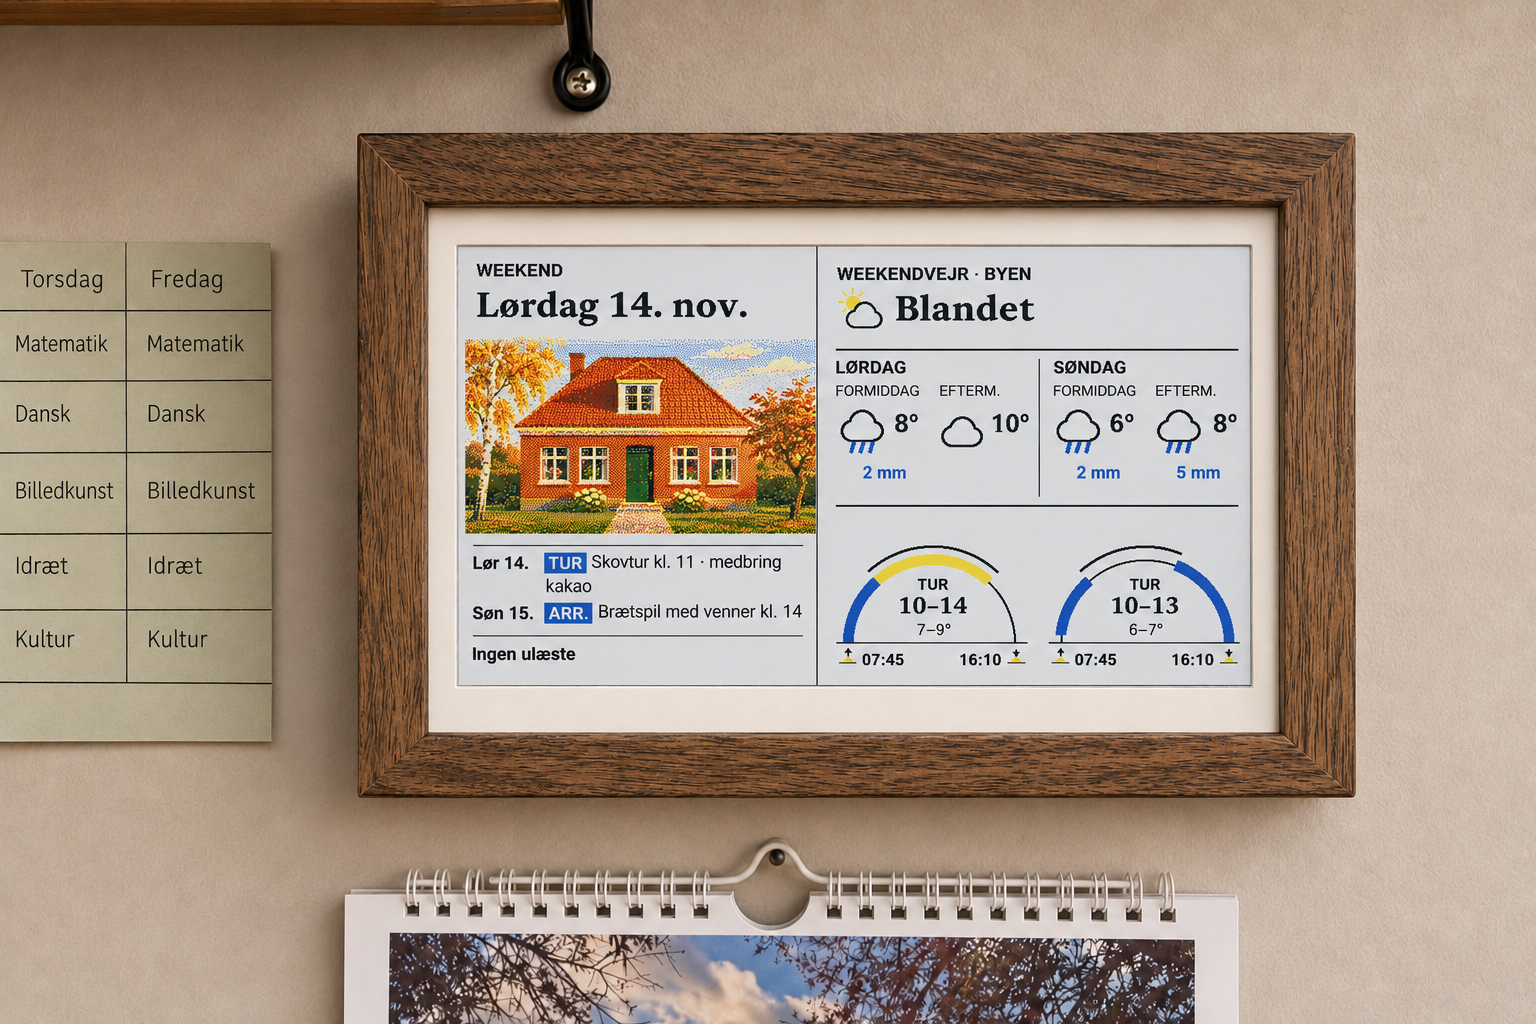 Torsdag Fredag
Matematik Matematik
Dansk Dansk
Billedkunst Billedkunst
Idræt Idræt
Kultur Kultur
WEEKEND
Lørdag 14. nov.
Lør 14. TUR Skovtur kl. 11 · medbring
kakao
Søn 15. ARR. Brætspil med venner kl. 14
Ingen ulæste
WEEKENDVEJR · BYEN
Blandet
LØRDAG
FORMIDDAG EFTERM.
8° 10°
2 mm
SØNDAG
FORMIDDAG EFTERM.
6° 8°
2 mm 5 mm
TUR
10–14
7–9°
07:45 16:10
TUR
10–13
6–7°
07:45 16:10